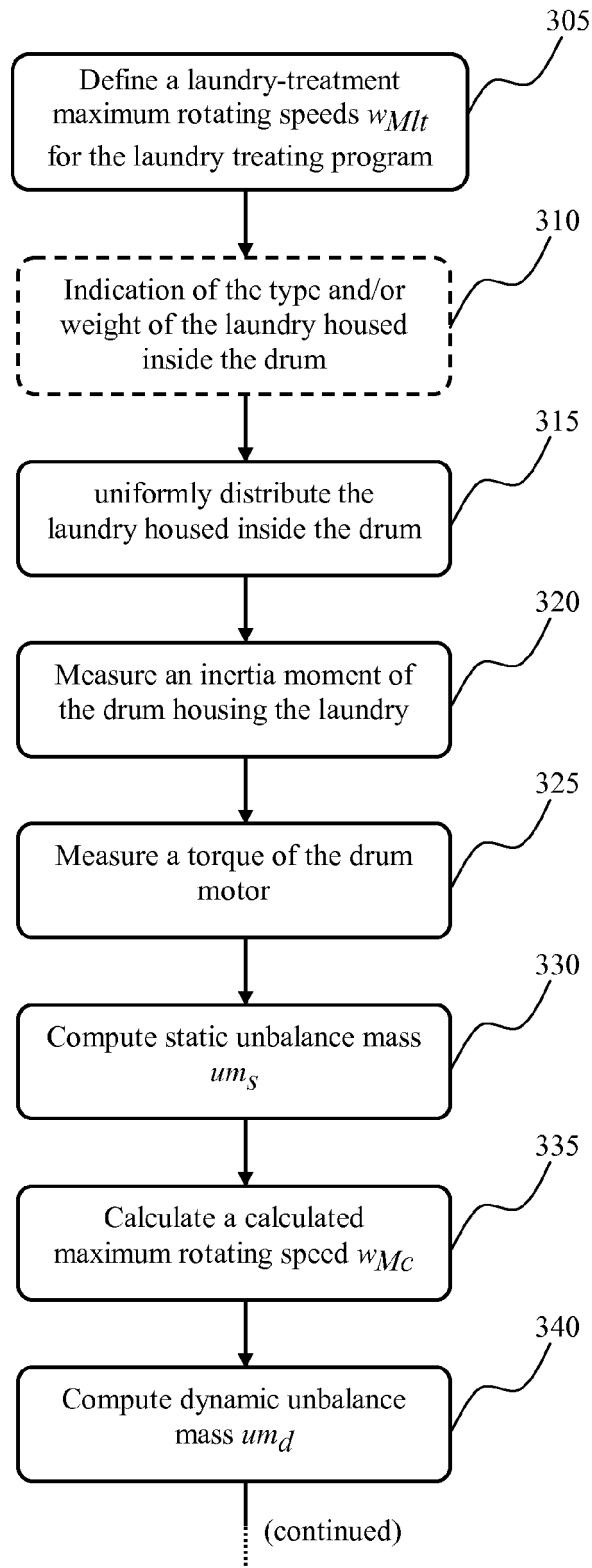 305
Define a laundry-treatment
maximum rotating speeds wMlt
for the laundry treating program
310
Indication of the type and/or
weight of the laundry housed
inside the drum
315
uniformly distribute the
laundry housed inside the drum
320
Measure an inertia moment of
the drum housing the laundry
325
Measure a torque of the drum
motor
330
Compute static unbalance mass
ums
335
Calculate a calculated
maximum rotating speed wMc
340
Compute dynamic unbalance
mass umd
(continued)